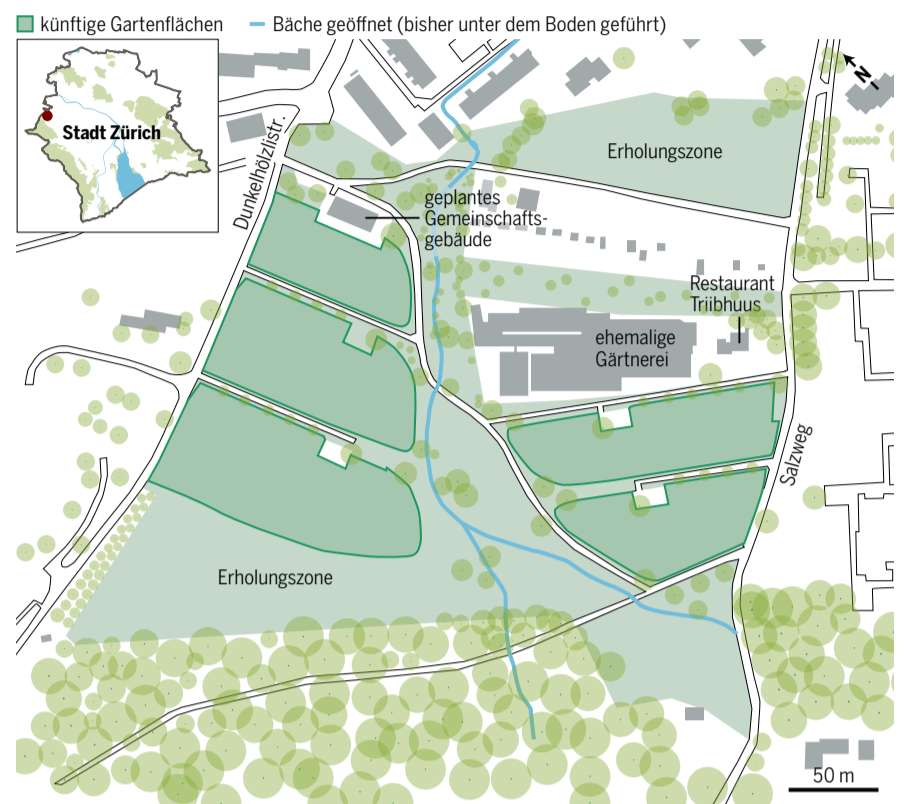 künftige Gartenflächen
Bäche geöffnet (bisher unter dem Boden geführt)
Stadt Zürich
N
Dunkelhölzlistr.
Erholungszone
geplantes
Gemeinschafts-
gebäude
Restaurant
Triibhuus
ehemalige
Gärtnerei
Salzweg
Erholungszone
50 m